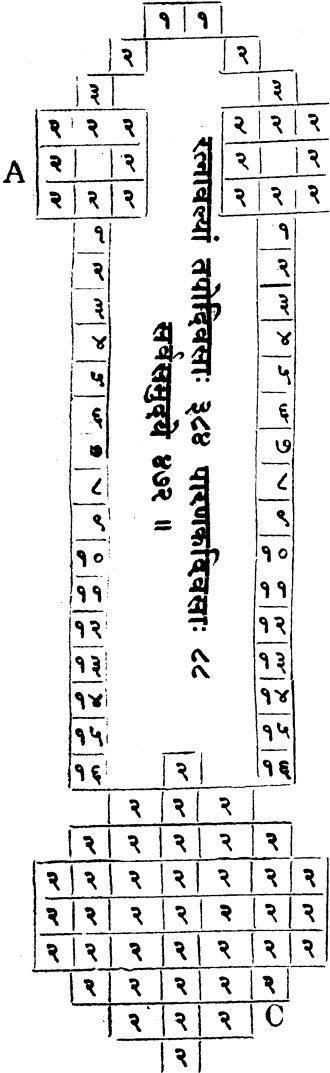 १ १
२ २
३ ३
२ २ २ २ २ २
A २ २ २ २
२ २ २ २ २ २
१ १
२ २
३ ३
४ ४
५ ५
६ ६
७ ७
८ ८
९ ९
१० १०
११ ११
१२ १२
१३ १३
१४ १४
१५ १५
१६ १६
रत्नावल्यां तपोदिवसाः ३८४ पारणकदिवसाः ८८
सर्वसमुदये ४७२ ॥
२
२ २ २
२ २ २ २ २
२ २ २ २ २ २ २
२ २ २ २ २ २ २
२ २ २ २ २ २ २
२ २ २ २ २
२ २ २ C
२